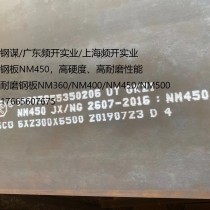 钢谋/广东频开实业/上海频开实业
钢板NM450，高硬度、高耐磨性能
耐磨钢板NM360/NM400/NM450/NM500
17665607675
NM450 JX/NG 2607-2016 : NM450
6X2300X6500 20190723 D 4